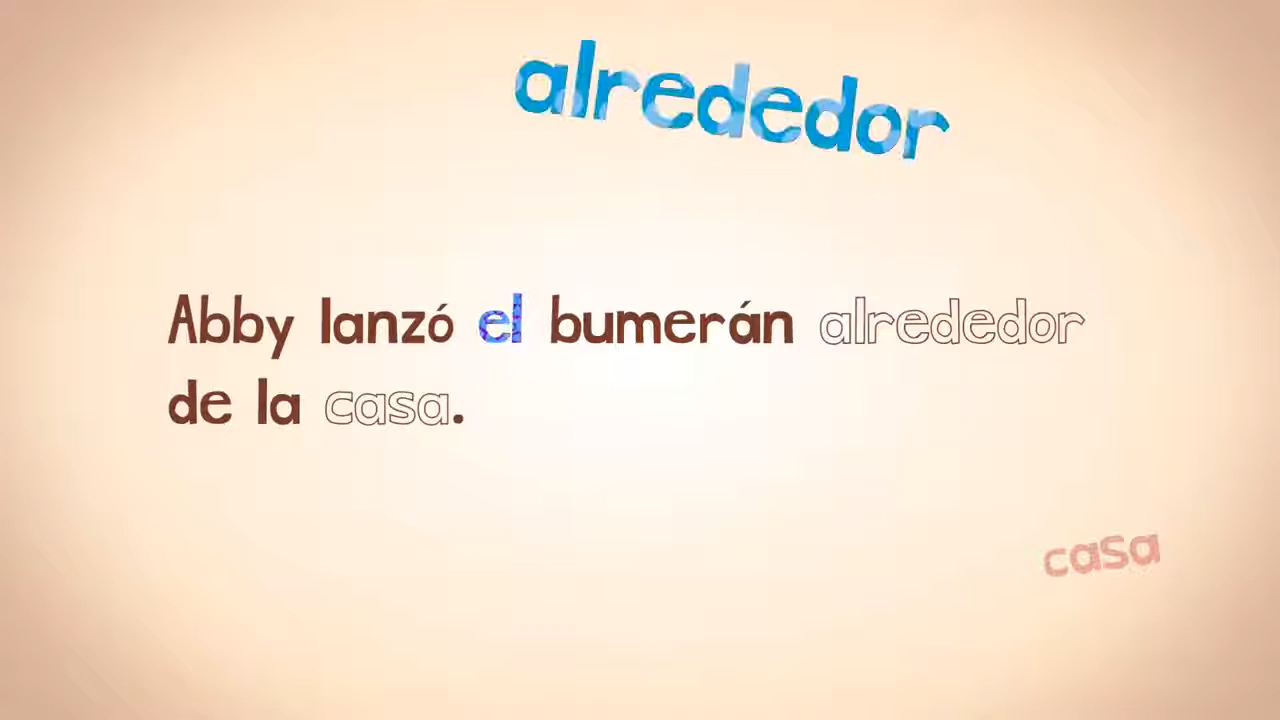 alrededor
Abby lanzó el bumerán alrededor
de la casa.
casa